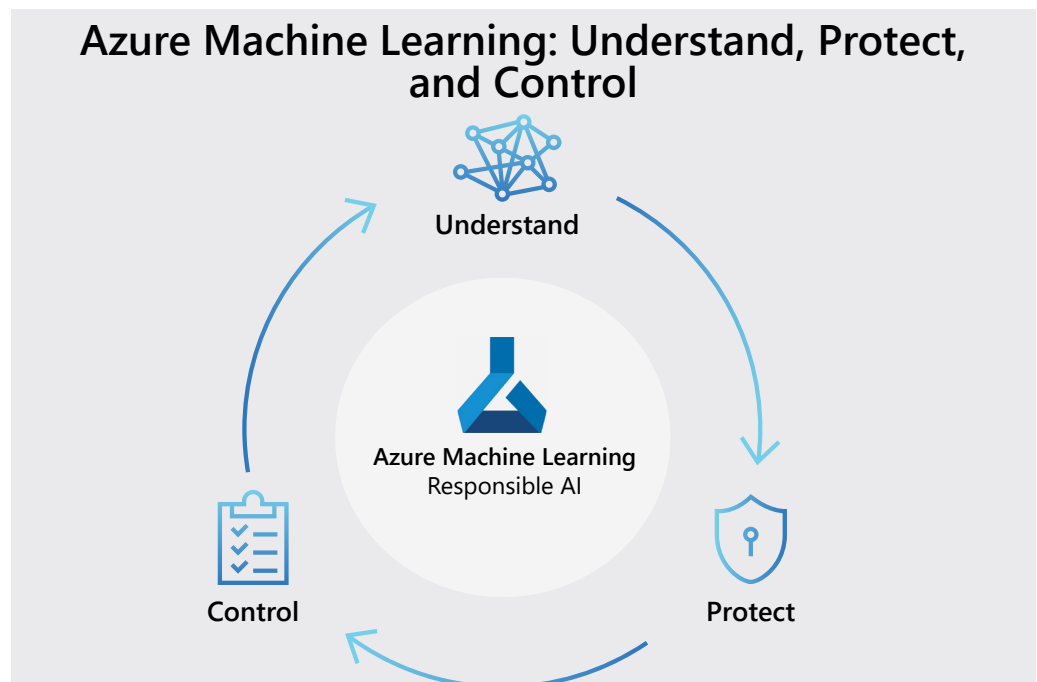 Azure Machine Learning: Understand, Protect,
and Control
Understand
Azure Machine Learning
Responsible AI
Control
Protect